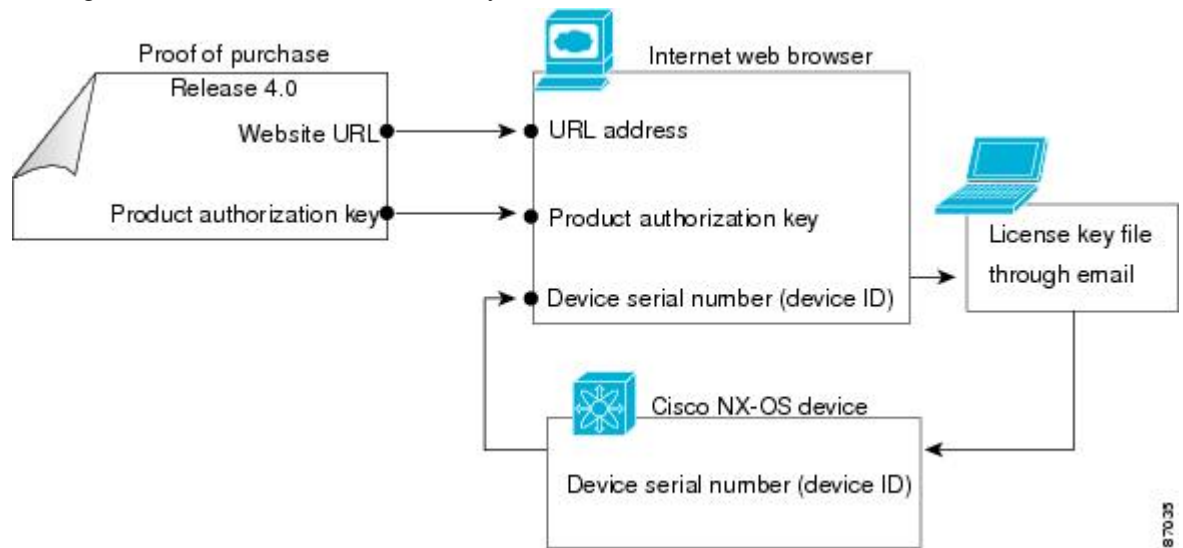 Proof of purchase
Release 4.0
Website URL
Product authorization key
Internet web browser
URL address
Product authorization key
Device serial number (device ID)
License key file
through email
Cisco NX-OS device
Device serial number (device ID)
87035